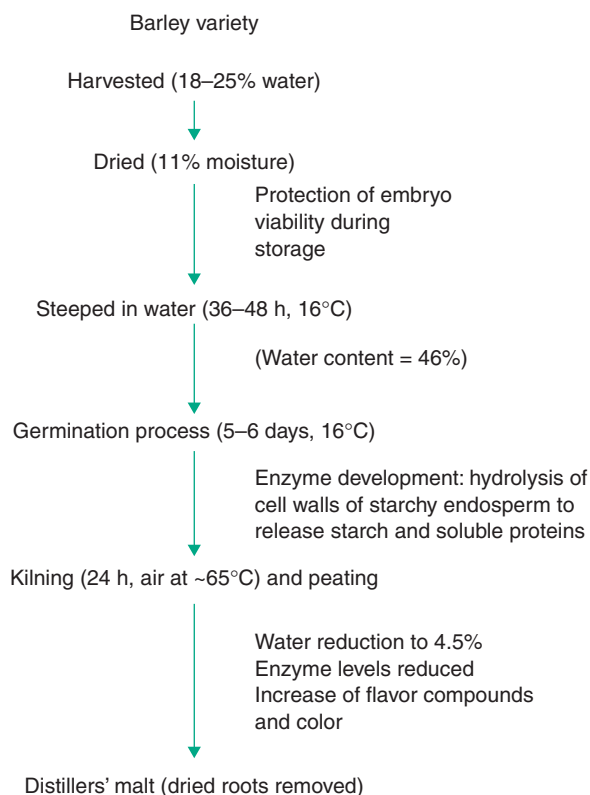 Barley variety
Harvested (18–25% water)
Dried (11% moisture)
Protection of embryo
viability during
storage
Steeped in water (36–48 h, 16°C)
(Water content = 46%)
Germination process (5–6 days, 16°C)
Enzyme development: hydrolysis of
cell walls of starchy endosperm to
release starch and soluble proteins
Kilning (24 h, air at ~65°C) and peating
Water reduction to 4.5%
Enzyme levels reduced
Increase of flavor compounds
and color
Distillers’ malt (dried roots removed)